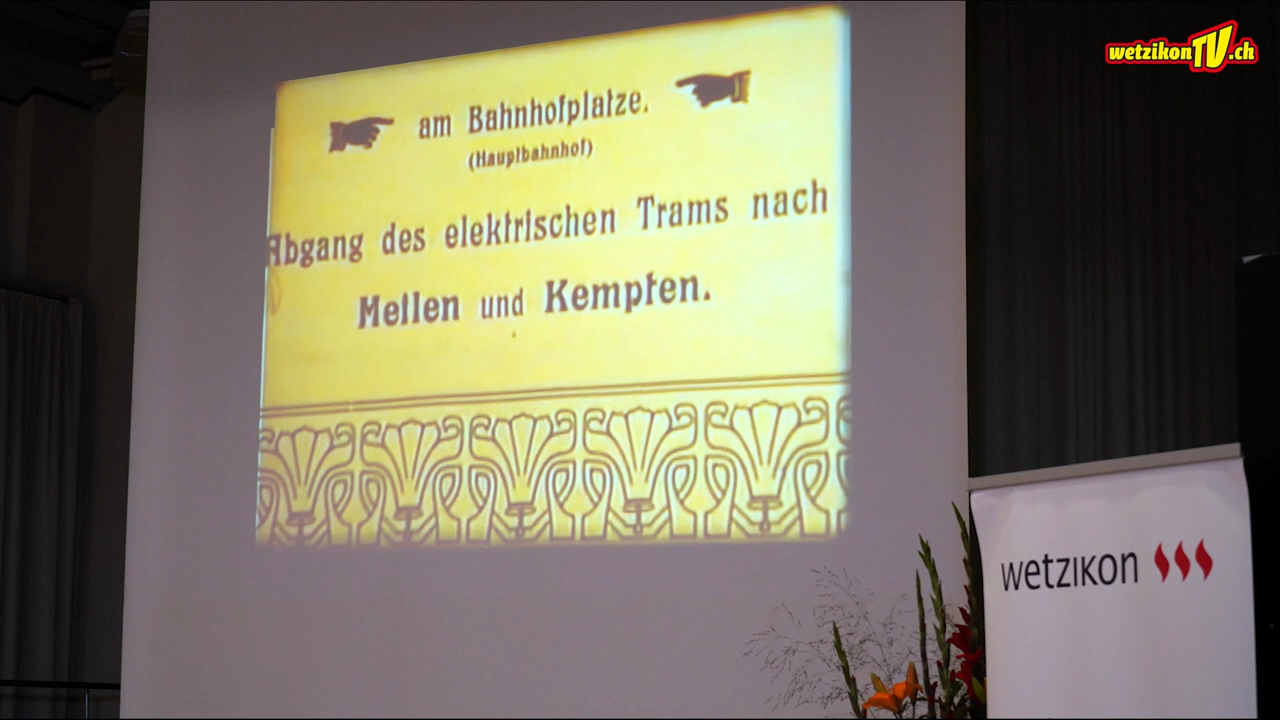 wetzikonTV.ch
am Bahnhofplatze.
(Hauptbahnhof)
Abgang des elektrischen Trams nach
Meilen und Kempten.
wetzikon